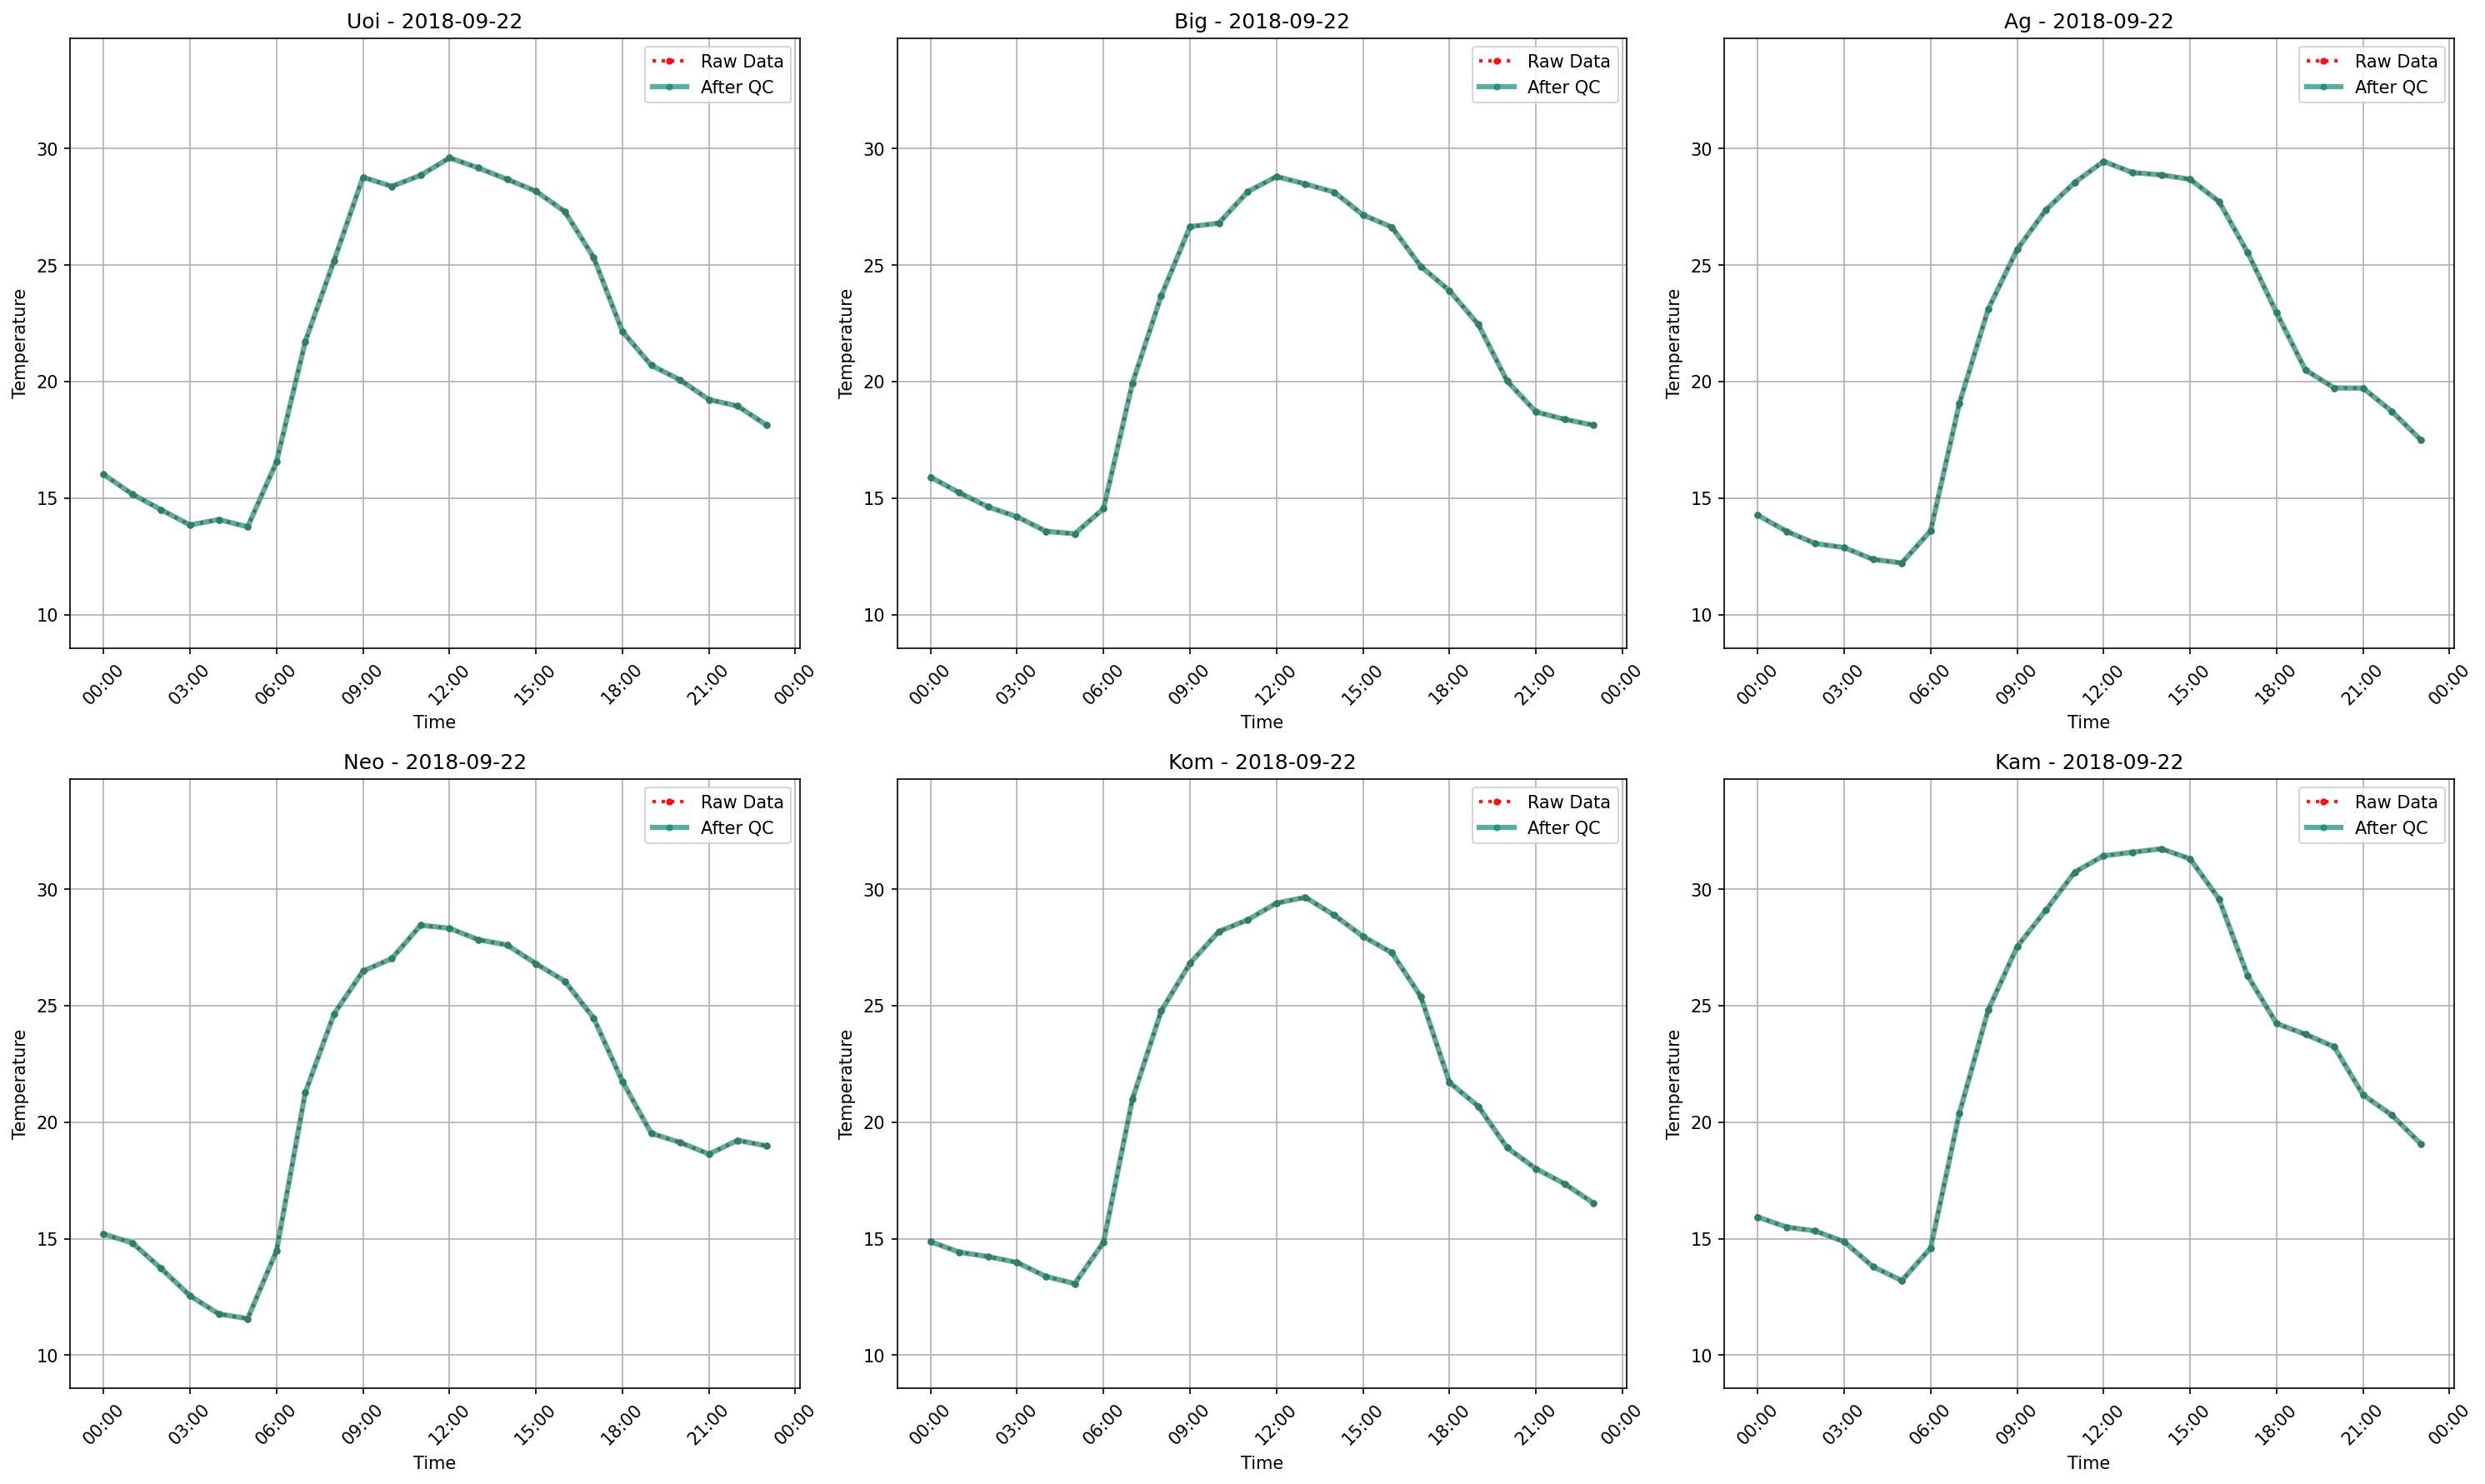 Uoi - 2018-09-22
Raw Data
After QC
30
25
20
15
10
Temperature
00:00
03:00
06:00
09:00
12:00
15:00
18:00
21:00
00:00
Time
Big - 2018-09-22
Raw Data
After QC
30
25
20
15
10
Temperature
00:00
03:00
06:00
09:00
12:00
15:00
18:00
21:00
00:00
Time
Ag - 2018-09-22
Raw Data
After QC
30
25
20
15
10
Temperature
00:00
03:00
06:00
09:00
12:00
15:00
18:00
21:00
00:00
Time
Neo - 2018-09-22
Raw Data
After QC
30
25
20
15
10
Temperature
00:00
03:00
06:00
09:00
12:00
15:00
18:00
21:00
00:00
Time
Kom - 2018-09-22
Raw Data
After QC
30
25
20
15
10
Temperature
00:00
03:00
06:00
09:00
12:00
15:00
18:00
21:00
00:00
Time
Kam - 2018-09-22
Raw Data
After QC
30
25
20
15
10
Temperature
00:00
03:00
06:00
09:00
12:00
15:00
18:00
21:00
00:00
Time